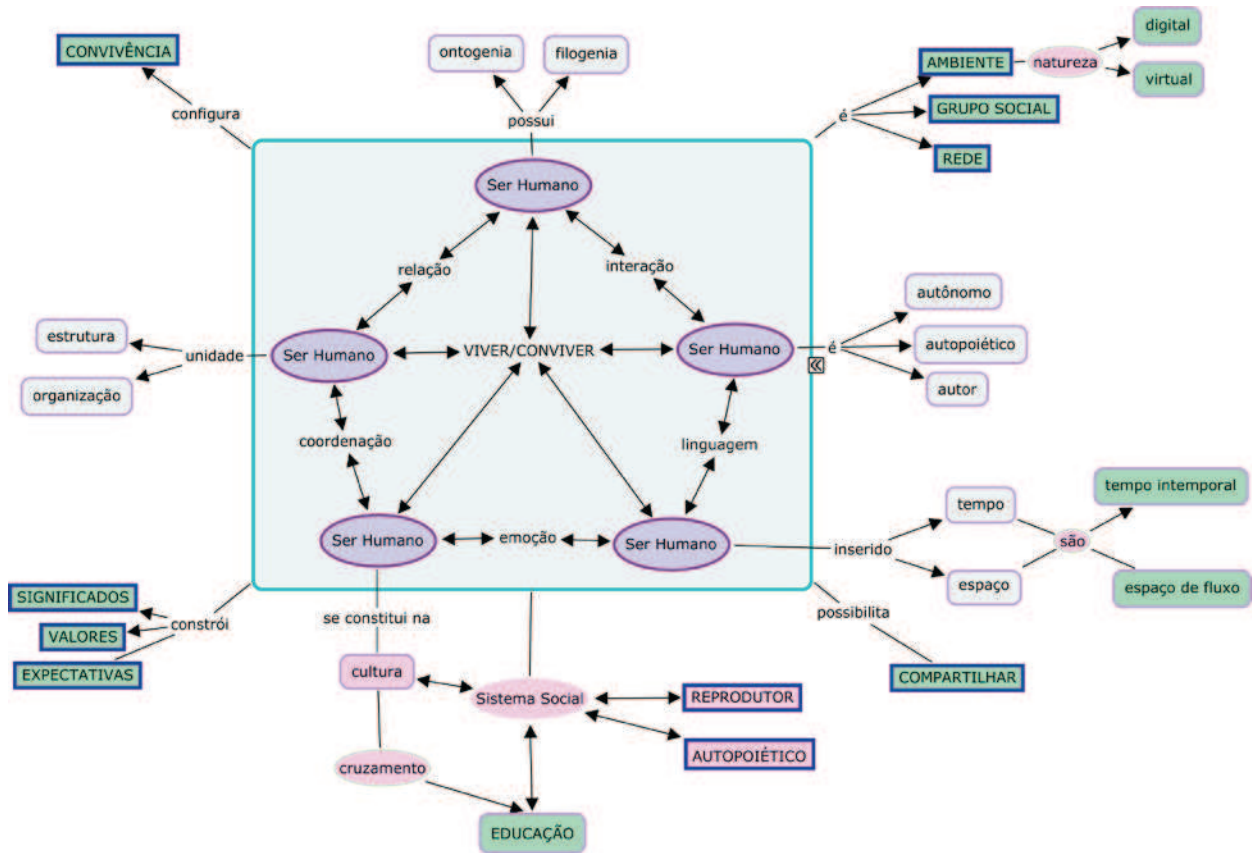 CONVIVÊNCIA
ontogenia
filogenia
digital
AMBIENTE
natureza
virtual
configura
possui
é
GRUPO SOCIAL
REDE
Ser Humano
relação
interação
autônomo
estrutura
unidade
Ser Humano
VIVER/CONVIVER
Ser Humano
é
autopoiético
organização
autor
coordenação
linguagem
tempo intemporal
tempo
Ser Humano
emoção
Ser Humano
inserido
são
espaço
espaço de fluxo
SIGNIFICADOS
VALORES
constrói
EXPECTATIVAS
se constitui na
possibilita
cultura
Sistema Social
REPRODUTOR
COMPARTILHAR
AUTOPOIÉTICO
cruzamento
EDUCAÇÃO